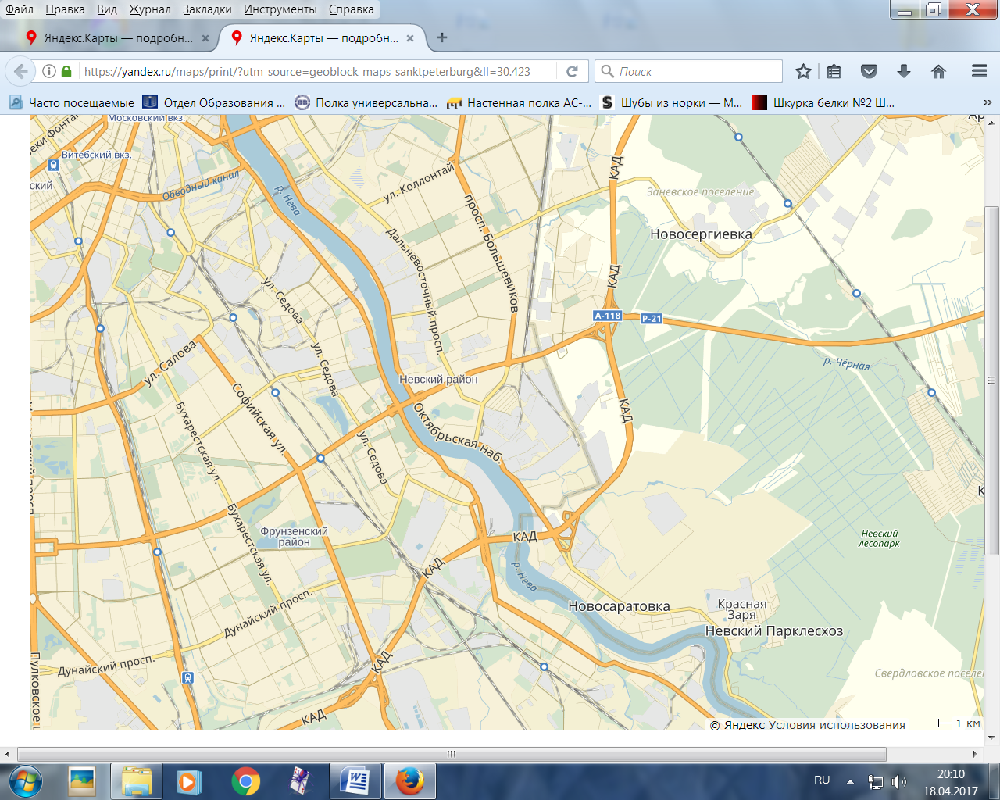 Файл Правка Вид Журнал Закладки Инструменты Справка
Яндекс.Карты — подробн... × Яндекс.Карты — подробн... × +
https://yandex.ru/maps/print/?utm_source=geoblock_maps_sanktpeterburg&ll=30.423 Поиск
Часто посещаемые Отдел Образования ... Полка универсальна... Настенная полка АС-... Шубы из норки — М... Шкурка белки №2 Ш... »
Московский вкз.
еки Фонтан
Витебский вкз.
ский
Обводный канал
р. Нева
ул. Коллонтай
КАД
Заневское поселение
Новосергиевка
просп. Большевиков
Дальневосточный просп.
КАД
ул. Седова
А-118
Р-21
ул. Салова
ул. Седова
р. Чёрная
Невский район
Софийская ул.
Бухарестская ул.
Октябрьская наб.
КАД
ул. Седова
Бухарестская ул.
Фрунзенский
район
КАД
Невский
лесопарк
КАД
р. Нева
Новосаратовка
Красная
Заря
Невский Парклесхоз
Дунайский просп.
Дунайский просп.
КАД
Пулковское
Свердловское поселе
КАД
© Яндекс Условия использования
1 км
RU
20:10
18.04.2017